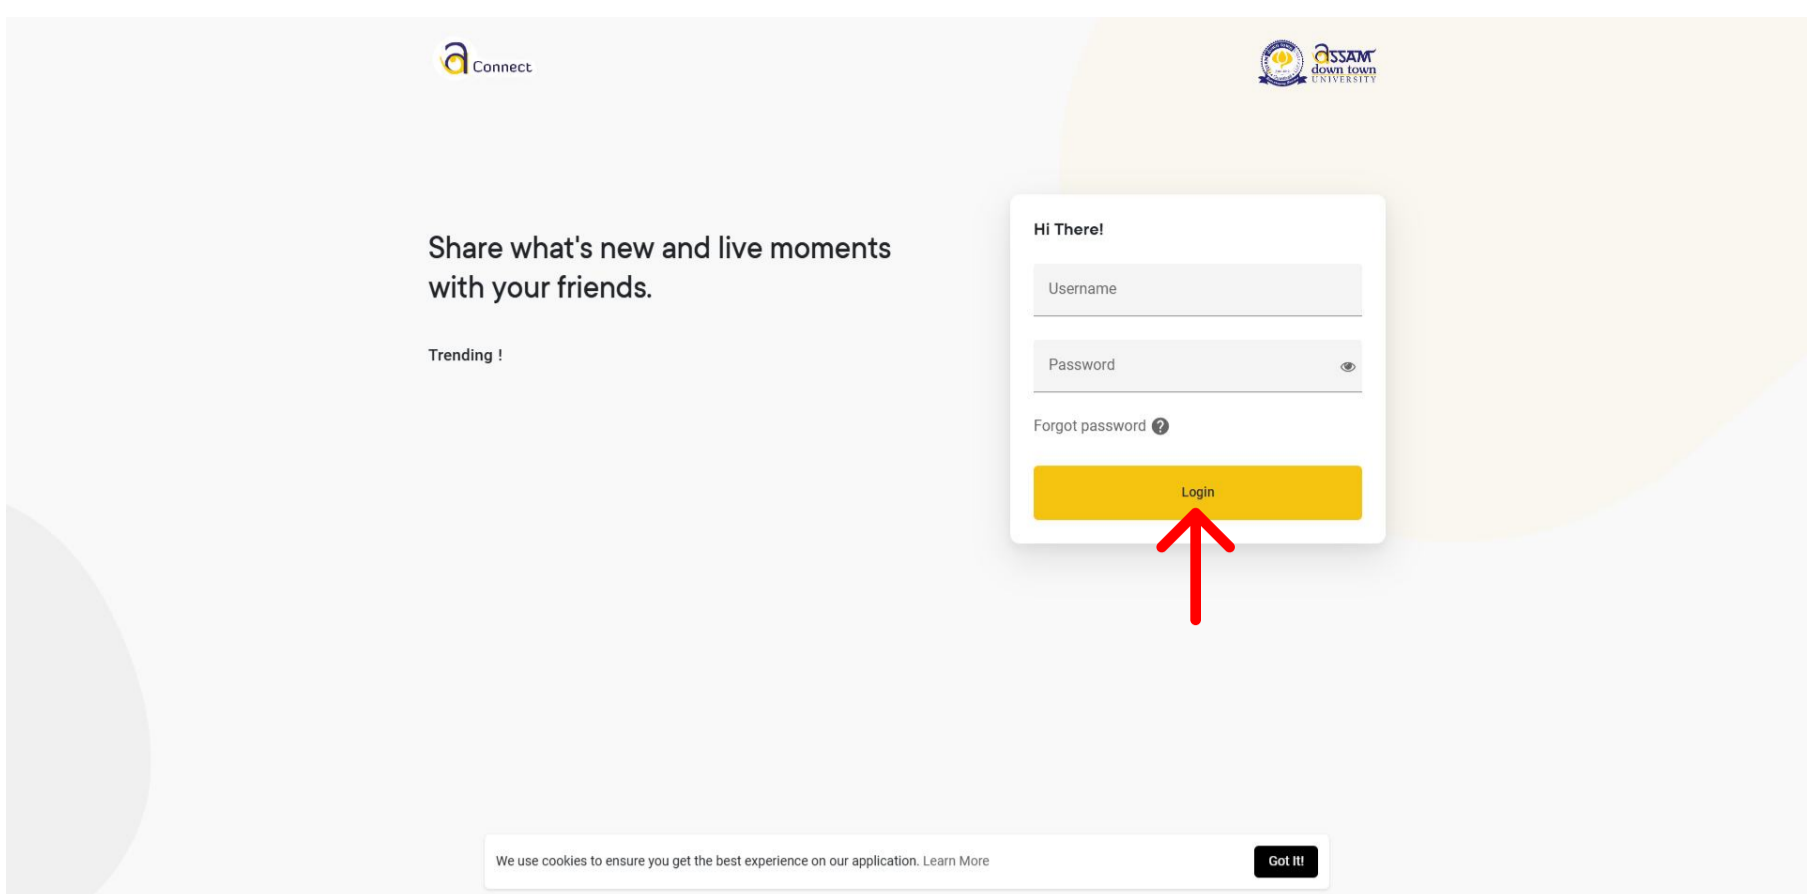 a Connect
assam
down town
UNIVERSITY
Share what's new and live moments
with your friends.
Trending !
Hi There!
Username
Password
Forgot password ?
Login
We use cookies to ensure you get the best experience on our application. Learn More
Got It!